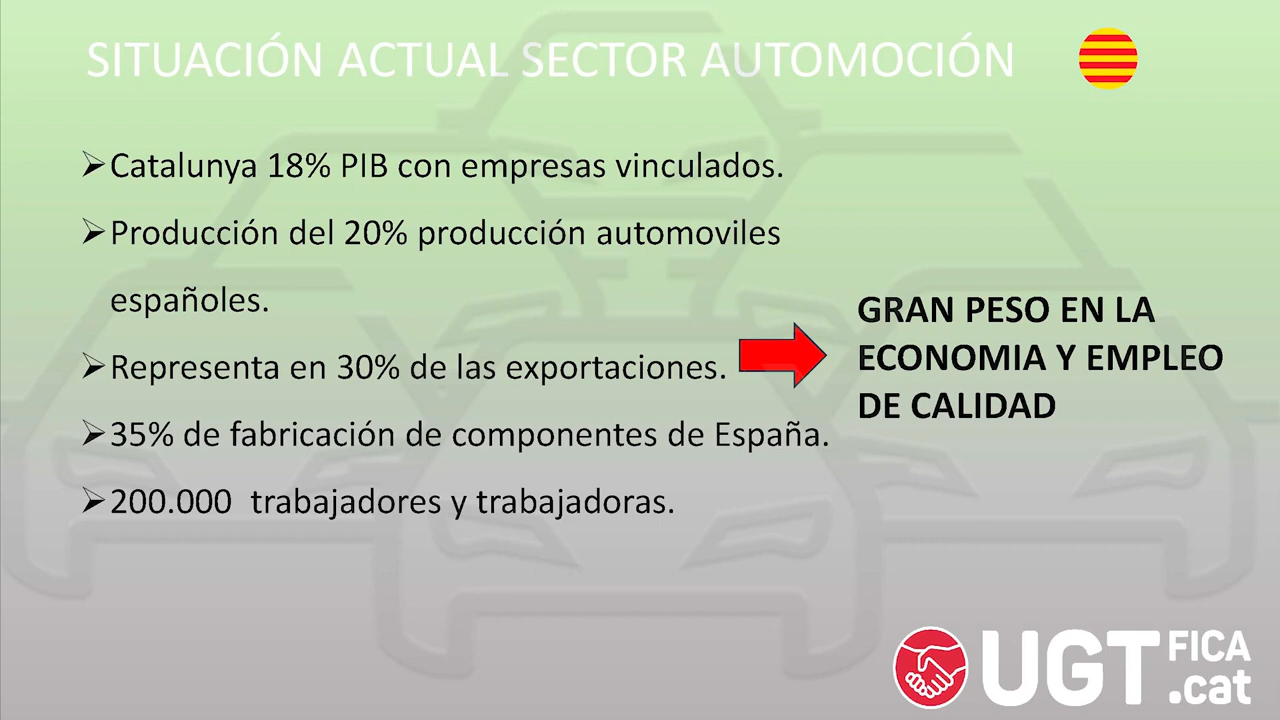 SITUACIÓN ACTUAL SECTOR AUTOMOCIÓN
➢Catalunya 18% PIB con empresas vinculados.
➢Producción del 20% producción automoviles
españoles.
➢Representa en 30% de las exportaciones.
➢35% de fabricación de componentes de España.
➢200.000  trabajadores y trabajadoras.
GRAN PESO EN LA
ECONOMIA Y EMPLEO
DE CALIDAD
UGT FICA
.cat